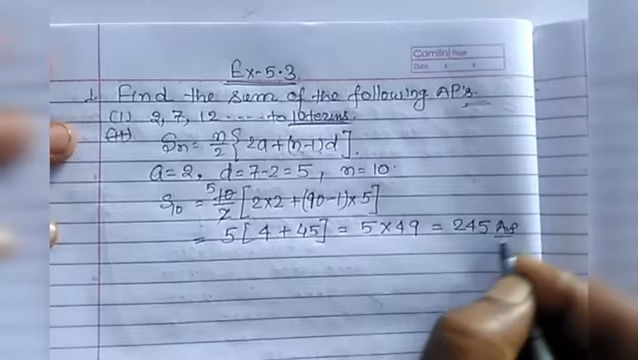 Camlin Page
Date / /
Ex-5.3
1. Find the sum of the following AP's.
(i) 2, 7, 12 ..... to 10 terms.
Sn = n/2 {2a+(n-1)d].
a=2, d=7-2=5, n=10.
S10 = 5 10/2 [2×2+(10-1)×5]
= 5[4+45] = 5×49 = 245 Ans